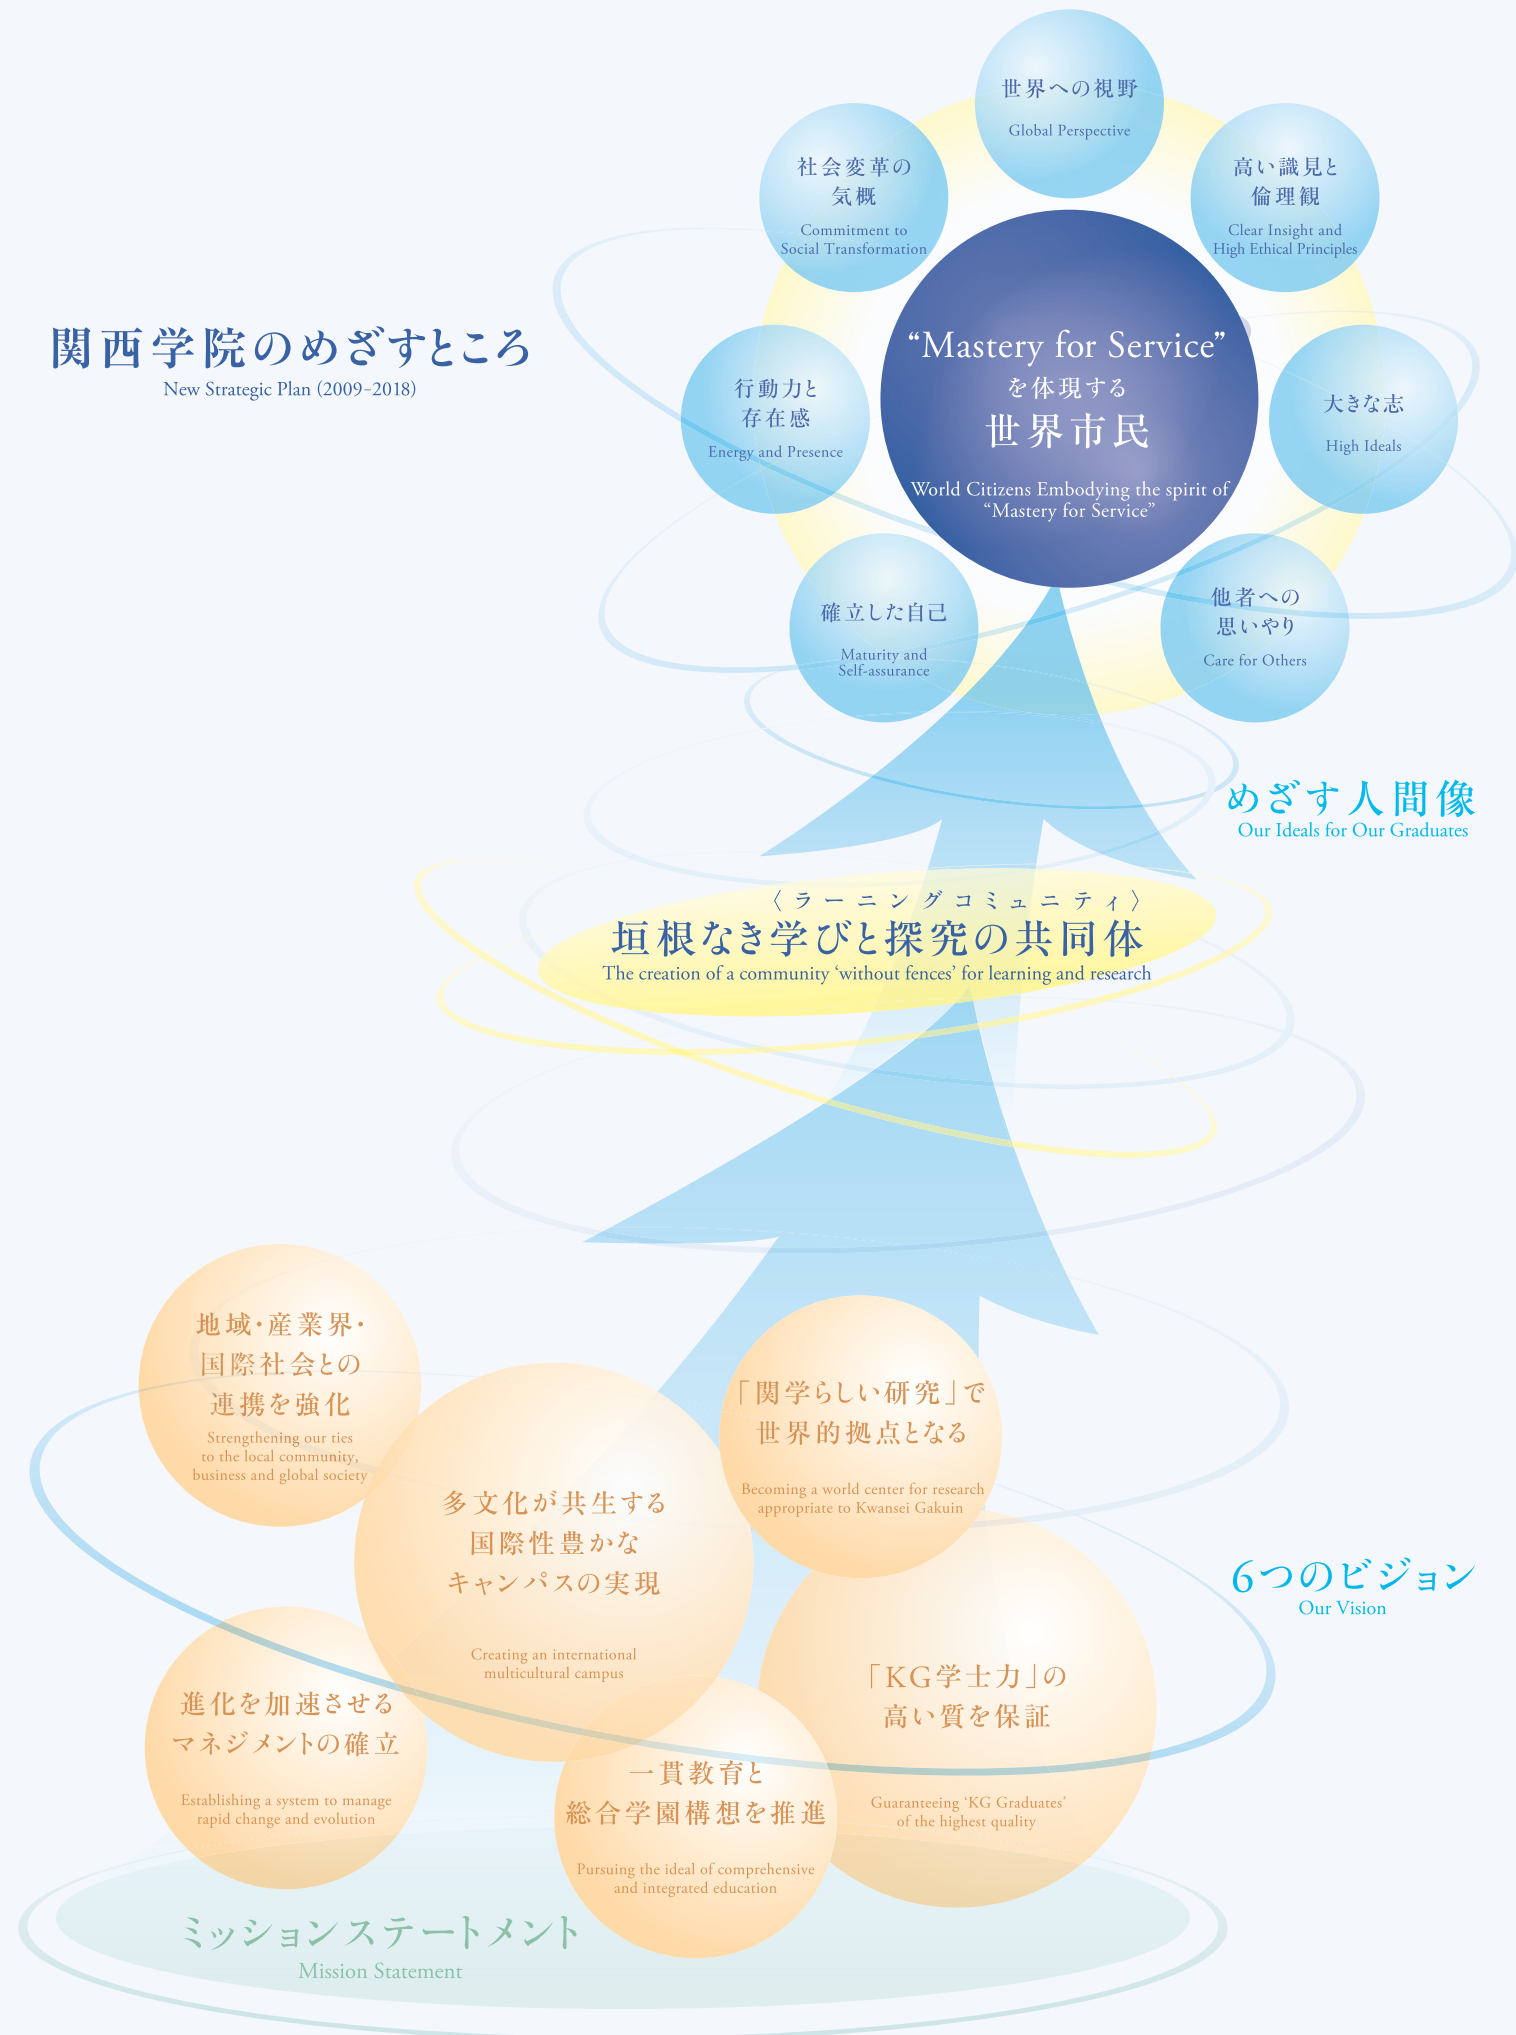 世界への視野
Global Perspective
社会変革の
気概
Commitment to
Social Transformation
高い識見と
倫理観
Clear Insight and
High Ethical Principles
関西学院のめざすところ
New Strategic Plan (2009-2018)
行動力と
存在感
Energy and Presence
“Mastery for Service”
を体現する
世界市民
World Citizens Embodying the spirit of
“Mastery for Service”
大きな志
High Ideals
確立した自己
Maturity and
Self-assurance
他者への
思いやり
Care for Others
めざす人間像
Our Ideals for Our Graduates
〈ラーニングコミュニティ〉
垣根なき学びと探究の共同体
The creation of a community ‘without fences’ for learning and research
地域・産業界・
国際社会との
連携を強化
Strengthening our ties
to the local community,
business and global society
「関学らしい研究」で
世界的拠点となる
Becoming a world center for research
appropriate to Kwansei Gakuin
多文化が共生する
国際性豊かな
キャンパスの実現
Creating an international
multicultural campus
6つのビジョン
Our Vision
進化を加速させる
マネジメントの確立
Establishing a system to manage
rapid change and evolution
「KG学士力」の
高い質を保証
Guaranteeing ‘KG Graduates’
of the highest quality
一貫教育と
総合学園構想を推進
Pursuing the ideal of comprehensive
and integrated education
ミッションステートメント
Mission Statement